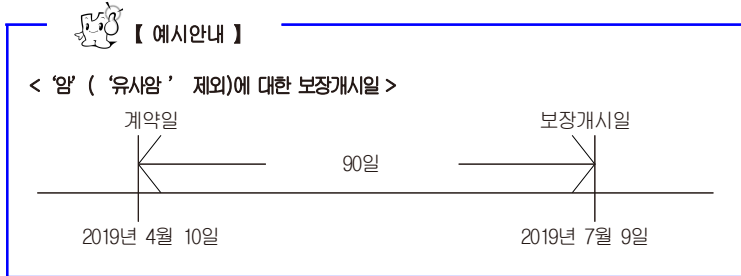 【 예시안내 】
< ‘암’ ( ‘유사암 ’ 제외)에 대한 보장개시일 >
계약일 보장개시일
90일
2019년 4월 10일 2019년 7월 9일